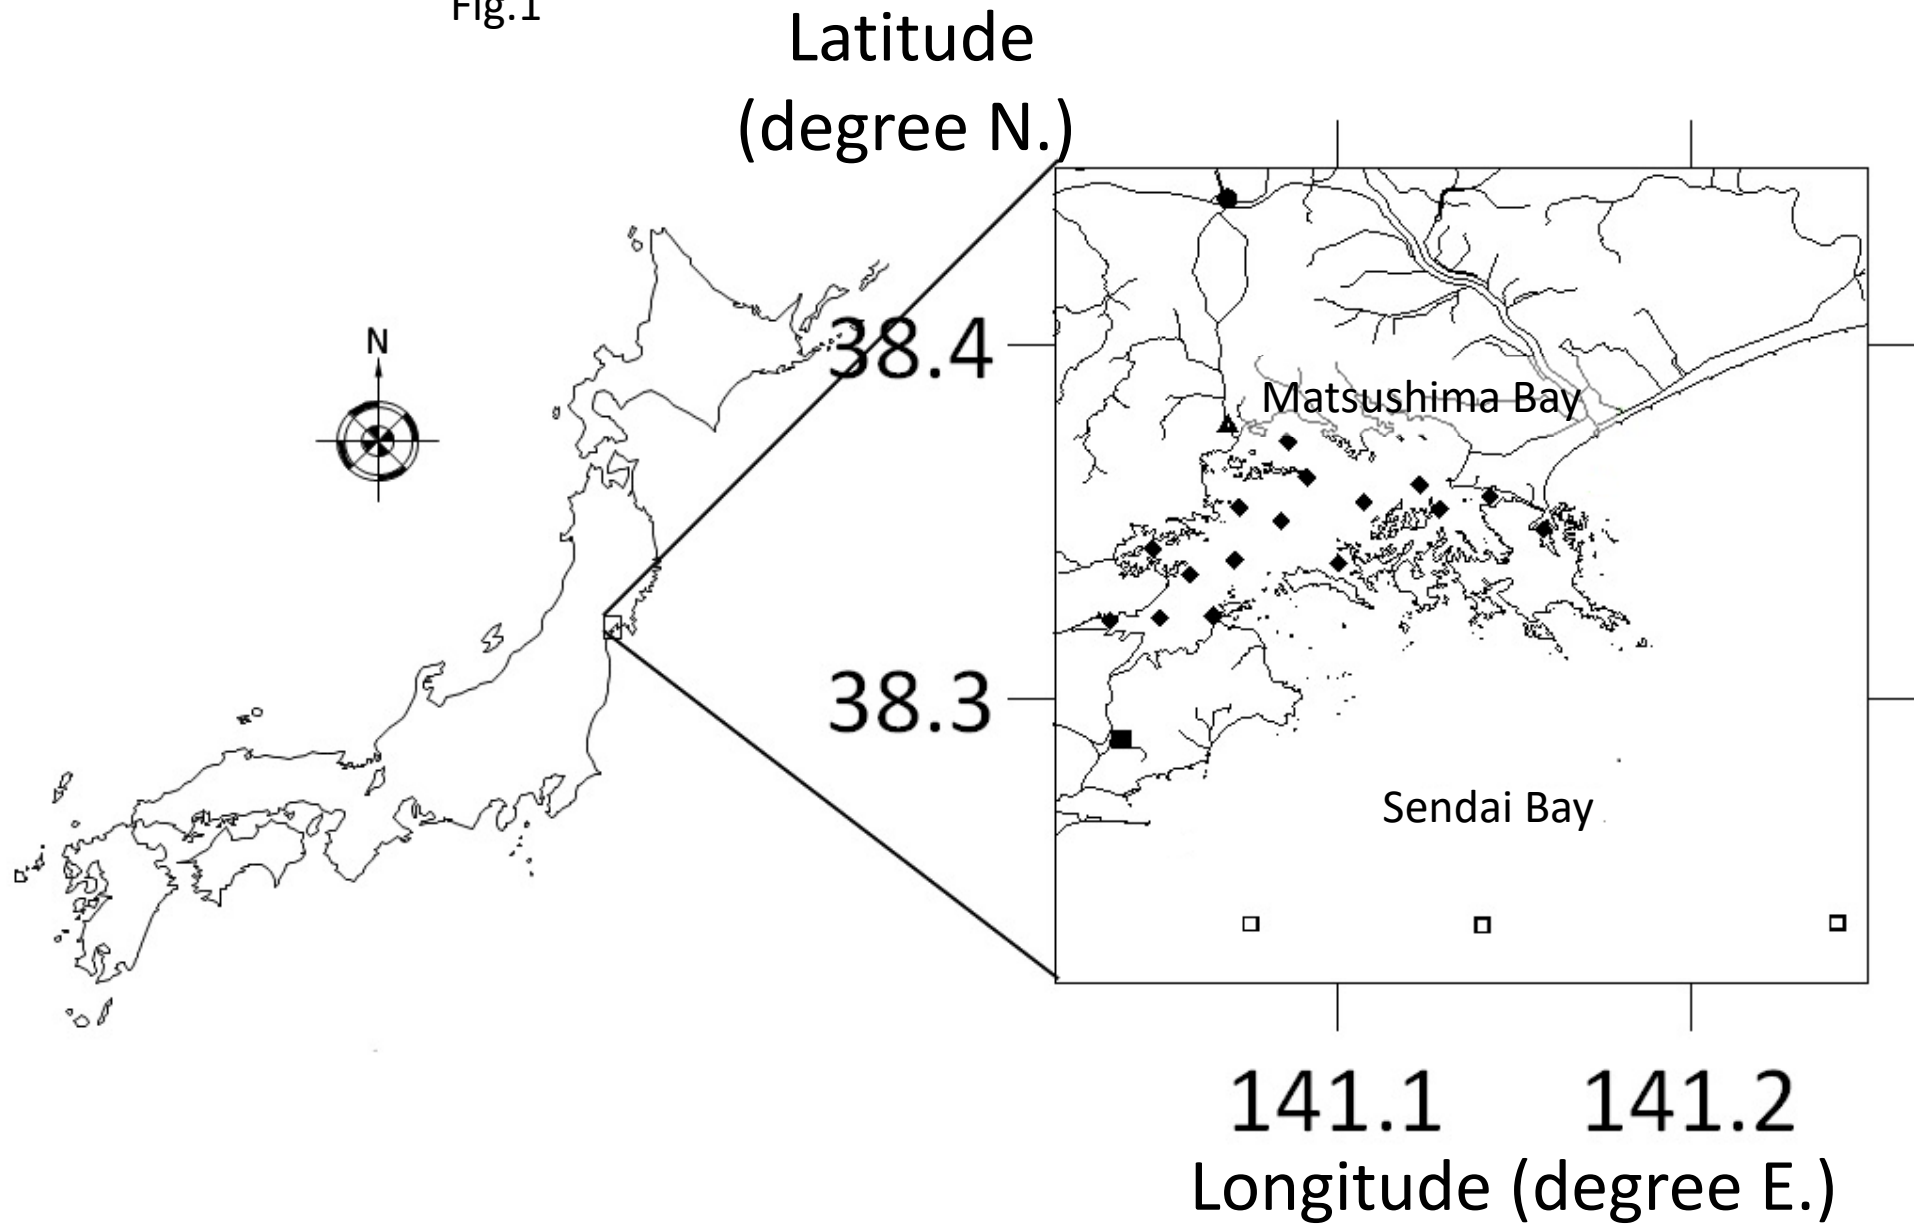 Fig.1
Latitude
(degree N.)
N
38.4
Matsushima Bay
38.3
Sendai Bay
141.1 141.2
Longitude (degree E.)